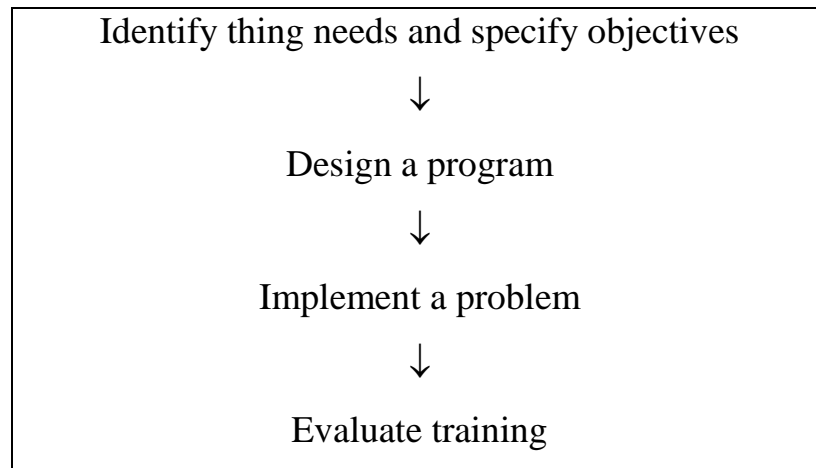 Identify thing needs and specify objectives
↓
Design a program
↓
Implement a problem
↓
Evaluate training